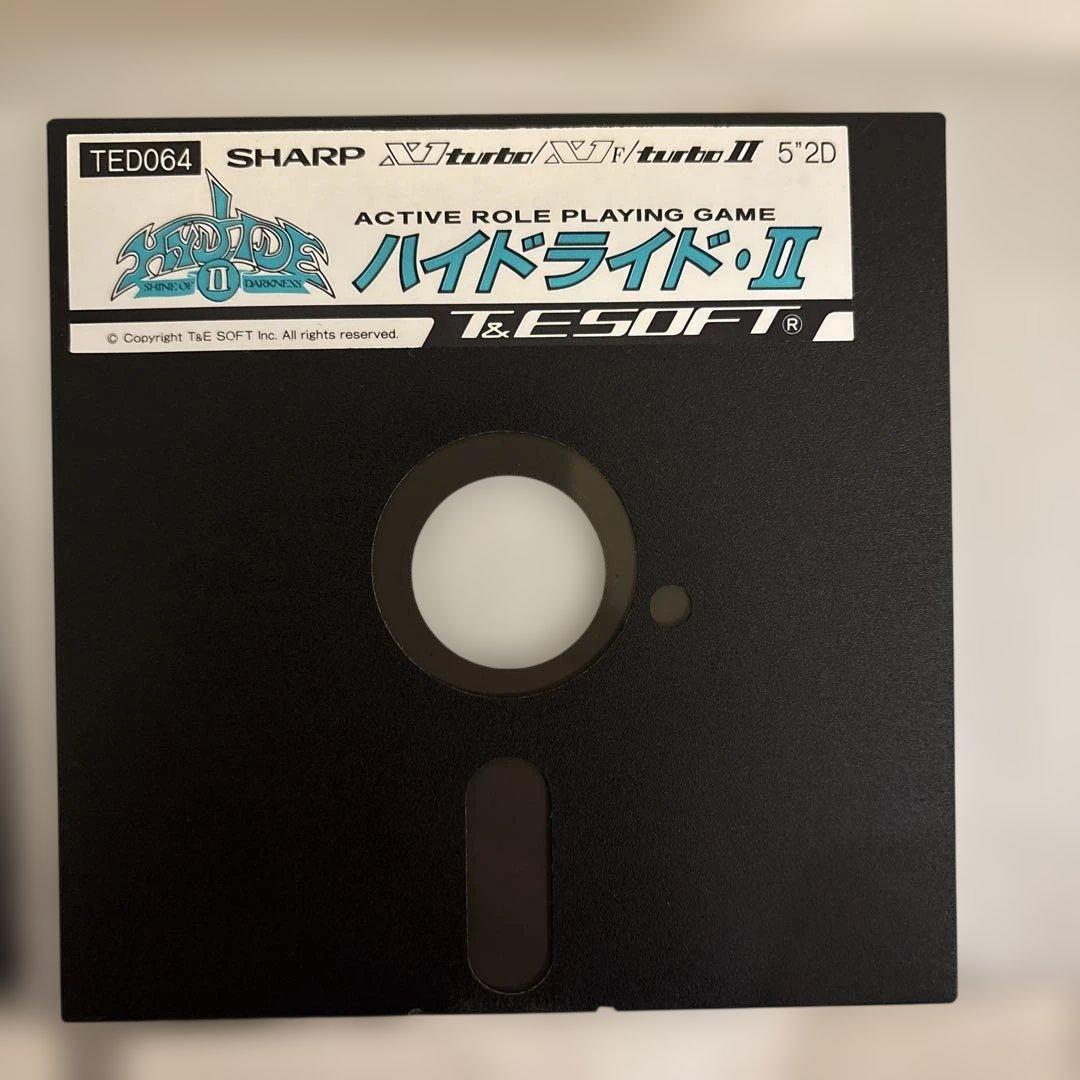 TED064 SHARP X1turbo/X1F/turboII 5"2D
HYDLIDE
II
SHINE OF DARKNESS
ACTIVE ROLE PLAYING GAME
ハイドライド・II
© Copyright T&E SOFT Inc. All rights reserved.
T&E SOFT®